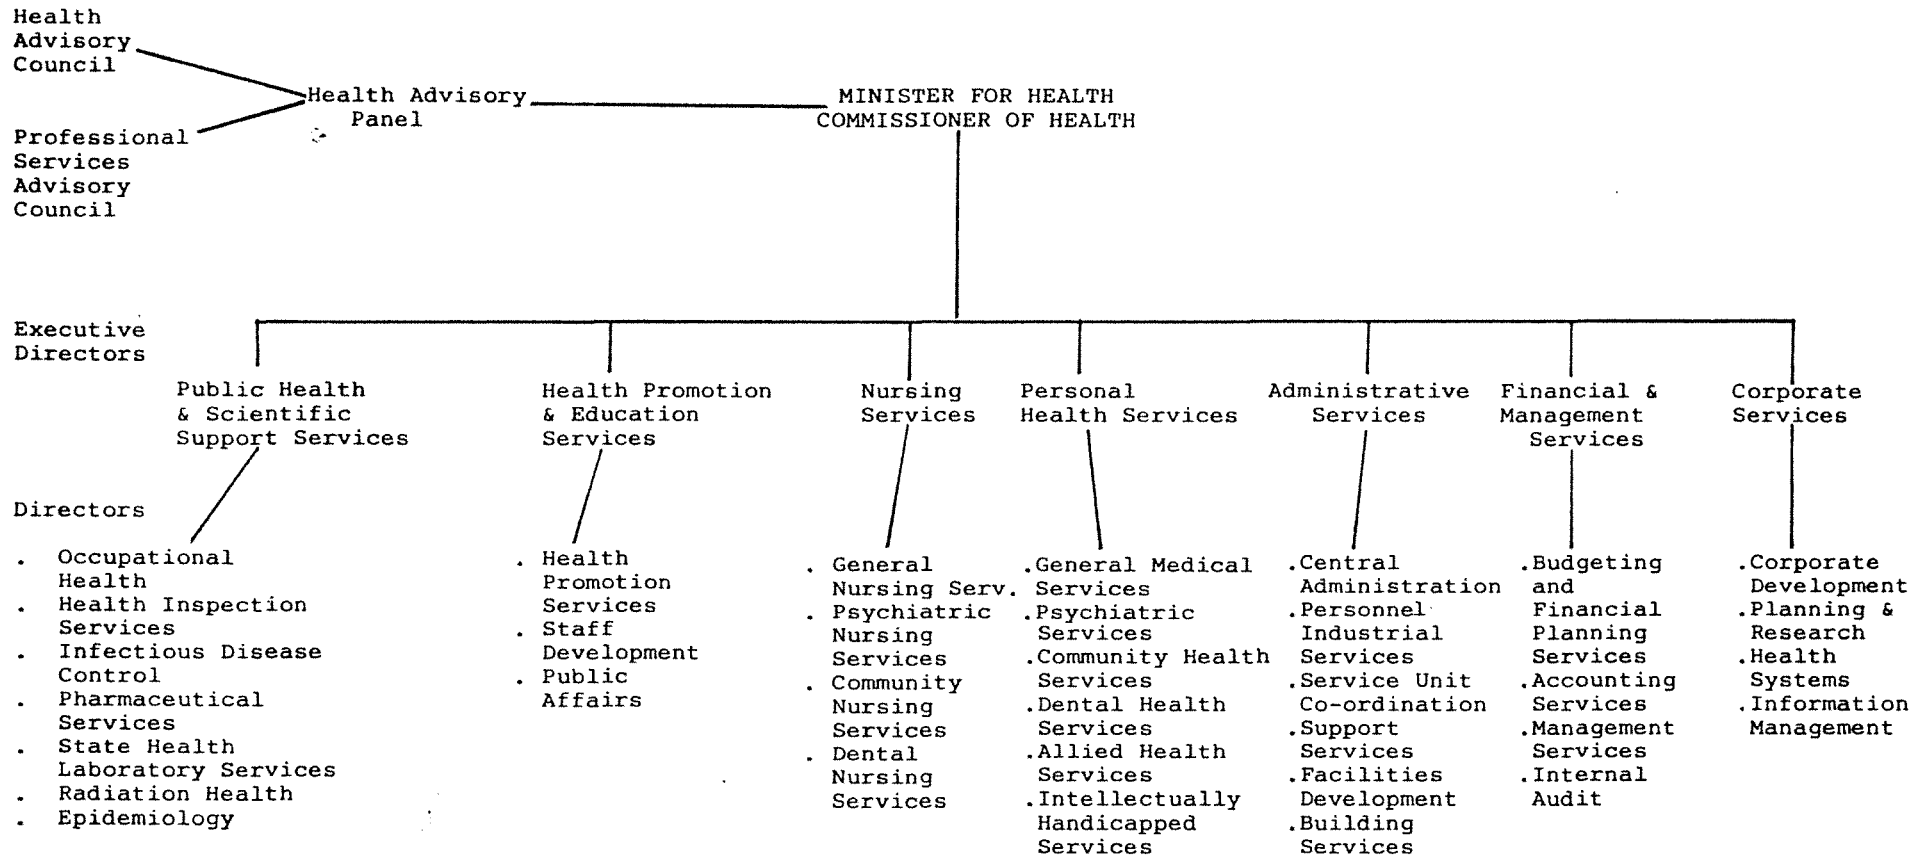 Health
Advisory
Council
Health Advisory
Panel
Professional
Services
Advisory
Council
MINISTER FOR HEALTH
COMMISSIONER OF HEALTH
Executive
Directors
Public Health
& Scientific
Support Services
Health Promotion
& Education
Services
Nursing
Services
Personal
Health Services
Administrative
Services
Financial &
Management
Services
Corporate
Services
Directors
. Occupational
Health
. Health Inspection
Services
. Infectious Disease
Control
. Pharmaceutical
Services
. State Health
Laboratory Services
. Radiation Health
. Epidemiology
. Health
Promotion
Services
. Staff
Development
. Public
Affairs
. General
Nursing Serv.
. Psychiatric
Nursing
Services
. Community
Nursing
Services
. Dental
Nursing
Services
.General Medical
Services
.Psychiatric
Services
.Community Health
Services
.Dental Health
Services
.Allied Health
Services
.Intellectually
Handicapped
Services
.Central
Administration
.Personnel
Industrial
Services
.Service Unit
Co-ordination
.Support
Services
.Facilities
Development
.Building
Services
.Budgeting
and
Financial
Planning
Services
.Accounting
Services
.Management
Services
.Internal
Audit
.Corporate
Development
.Planning &
Research
.Health
Systems
.Information
Management